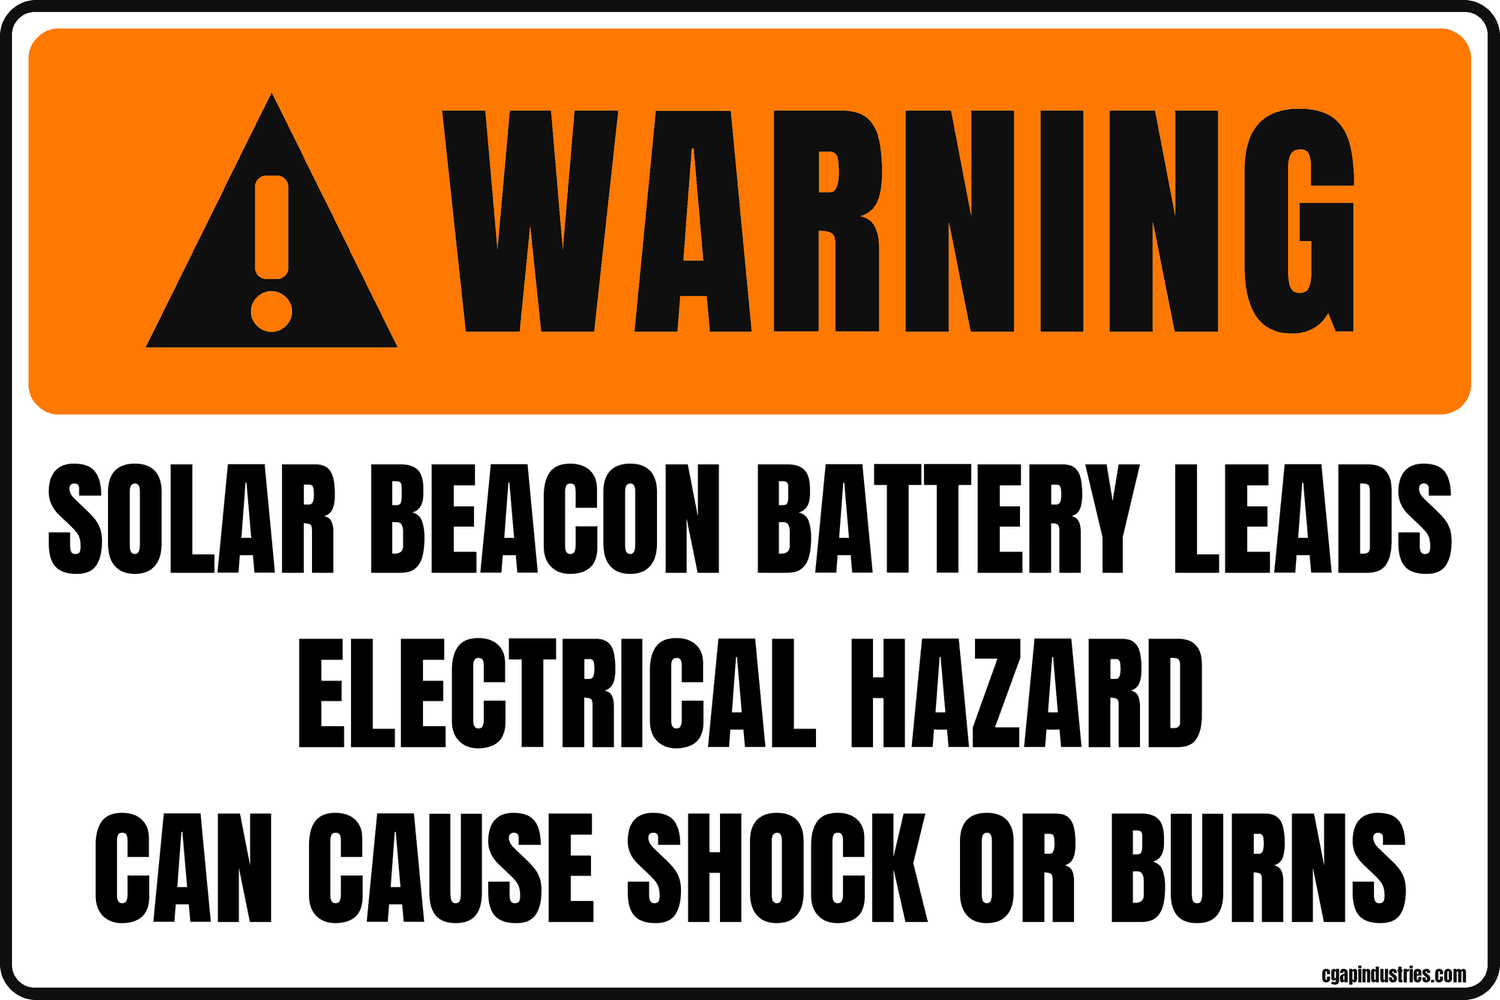 WARNING
SOLAR BEACON BATTERY LEADS
ELECTRICAL HAZARD
CAN CAUSE SHOCK OR BURNS
cgapindustries.com